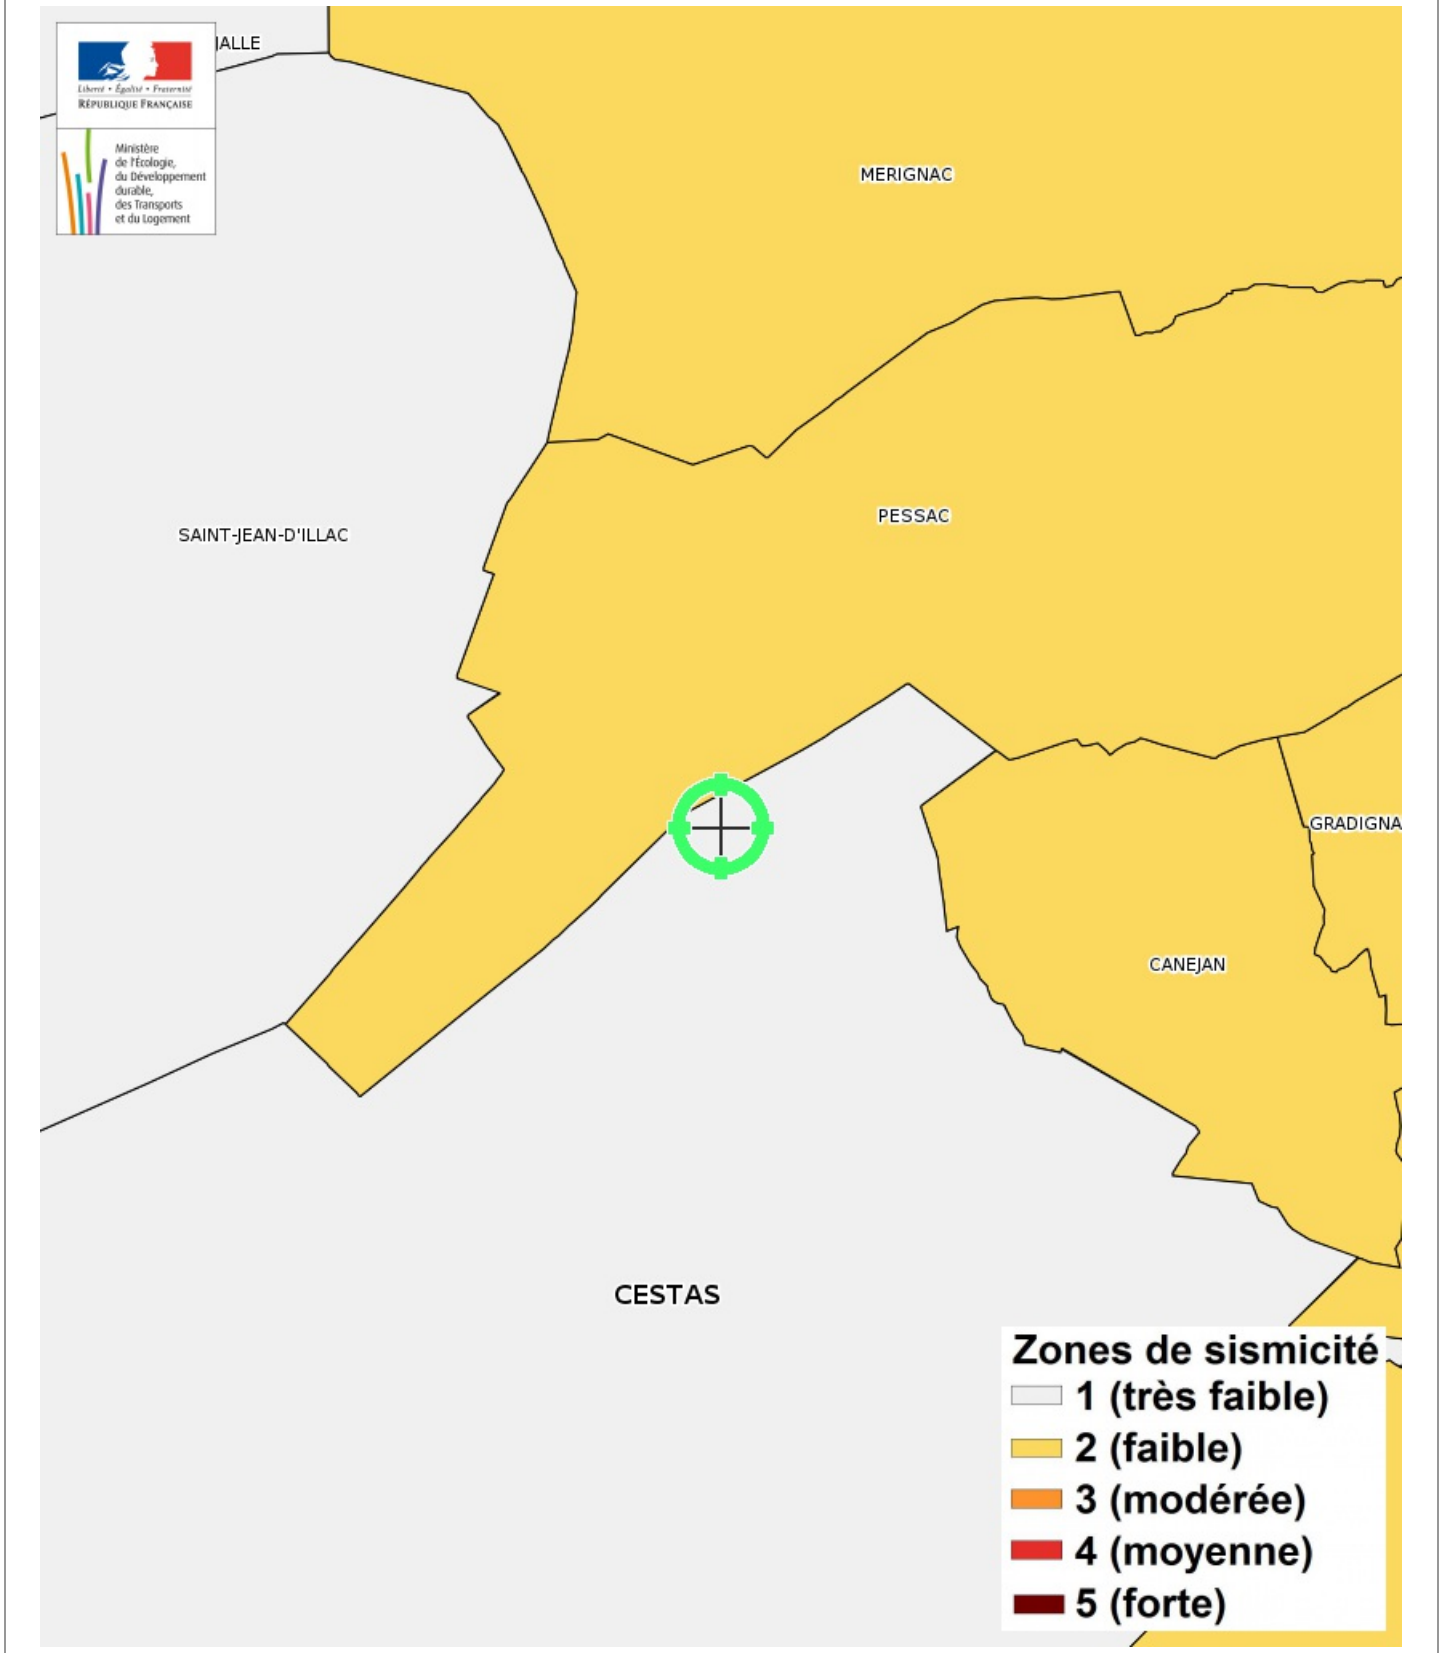 JALLE
Liberté • Égalité • Fraternité
RÉPUBLIQUE FRANÇAISE
Ministère
de l'Écologie,
du Développement
durable,
des Transports
et du Logement
MERIGNAC
PESSAC
SAINT-JEAN-D'ILLAC
GRADIGNA
CANEJAN
CESTAS
Zones de sismicité
1 (très faible)
2 (faible)
3 (modérée)
4 (moyenne)
5 (forte)